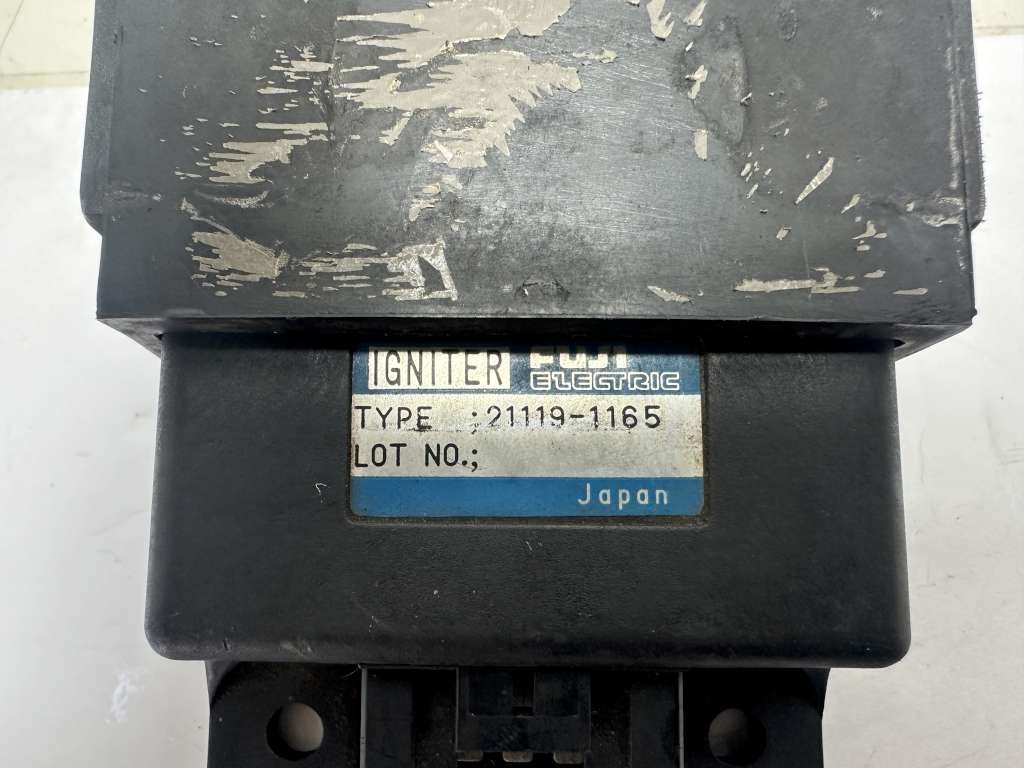 IGNITER FUJI
ELECTRIC
TYPE ;21119-1165
LOT NO.;
Japan